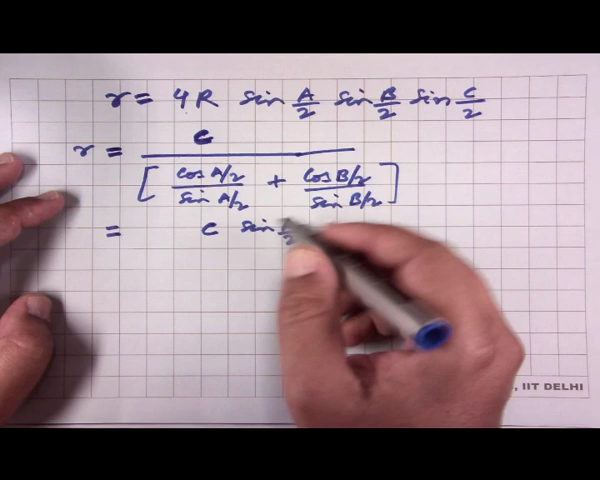 r = 4R sin A/2 sin B/2 sin C/2
r = c / [ cos A/2 / sin A/2 + cos B/2 / sin B/2 ]
= c sin
, IIT DELHI